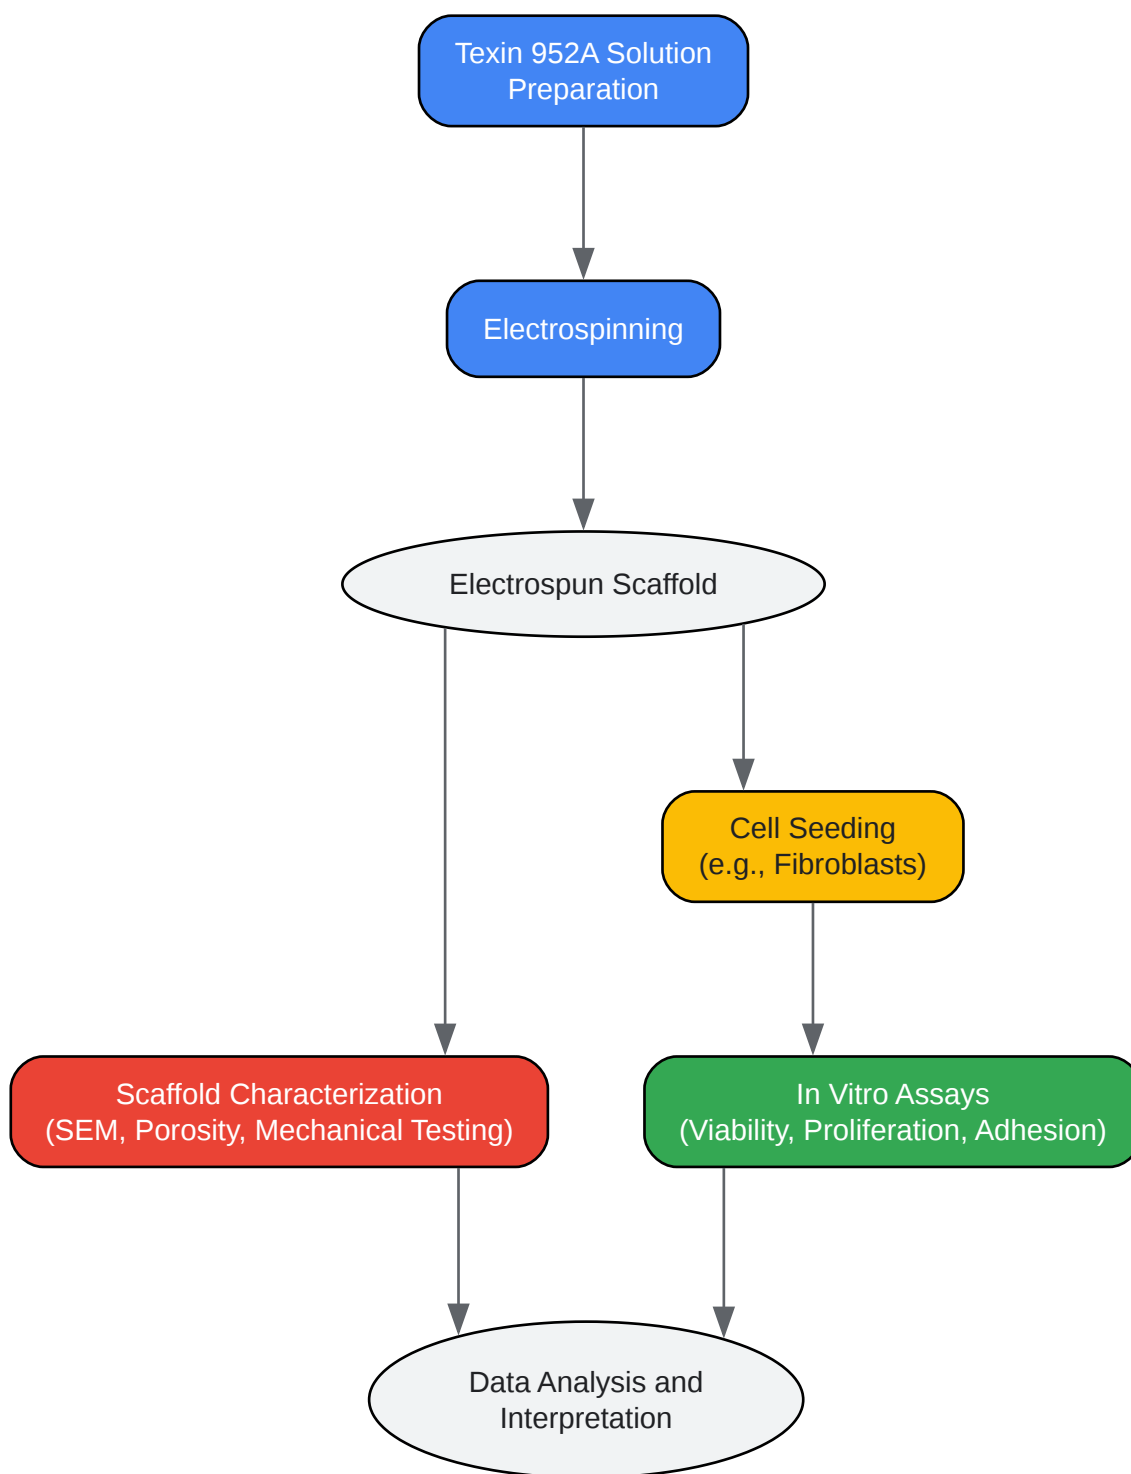 Texin 952A Solution
Preparation
Electrospinning
Electrospun Scaffold
Cell Seeding
(e.g., Fibroblasts)
Scaffold Characterization
(SEM, Porosity, Mechanical Testing)
In Vitro Assays
(Viability, Proliferation, Adhesion)
Data Analysis and
Interpretation